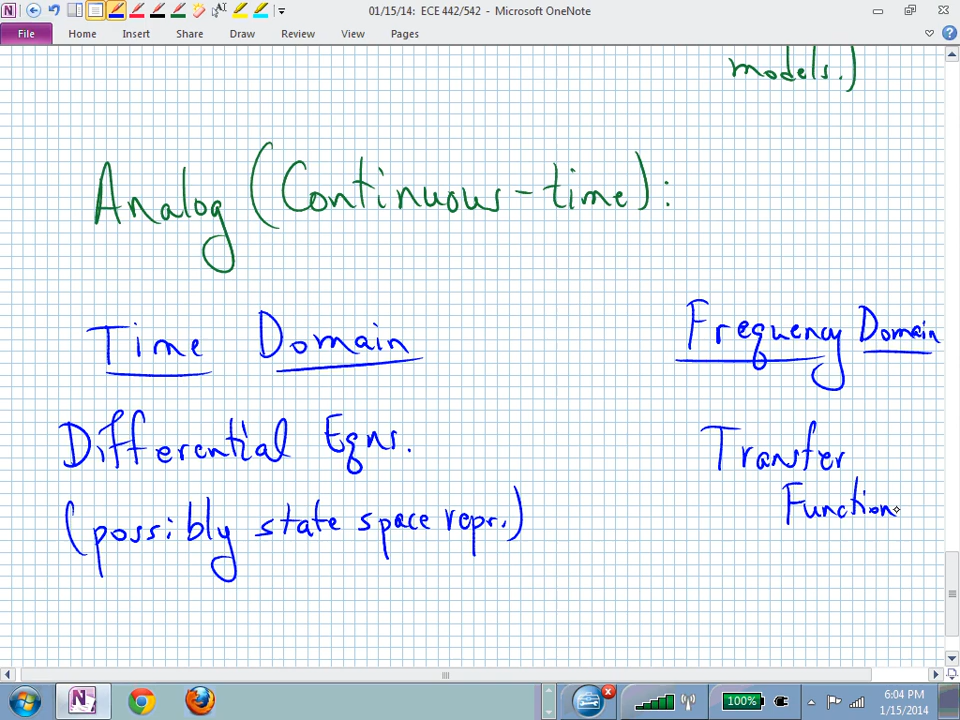 01/15/14: ECE 442/542 - Microsoft OneNote
File Home Insert Share Draw Review View Pages
models.)
Analog (Continuous-time):
Time Domain
Frequency Domain
Differential Eqns.
Transfer
Function
(possibly state space repr.)
100%
6:04 PM
1/15/2014